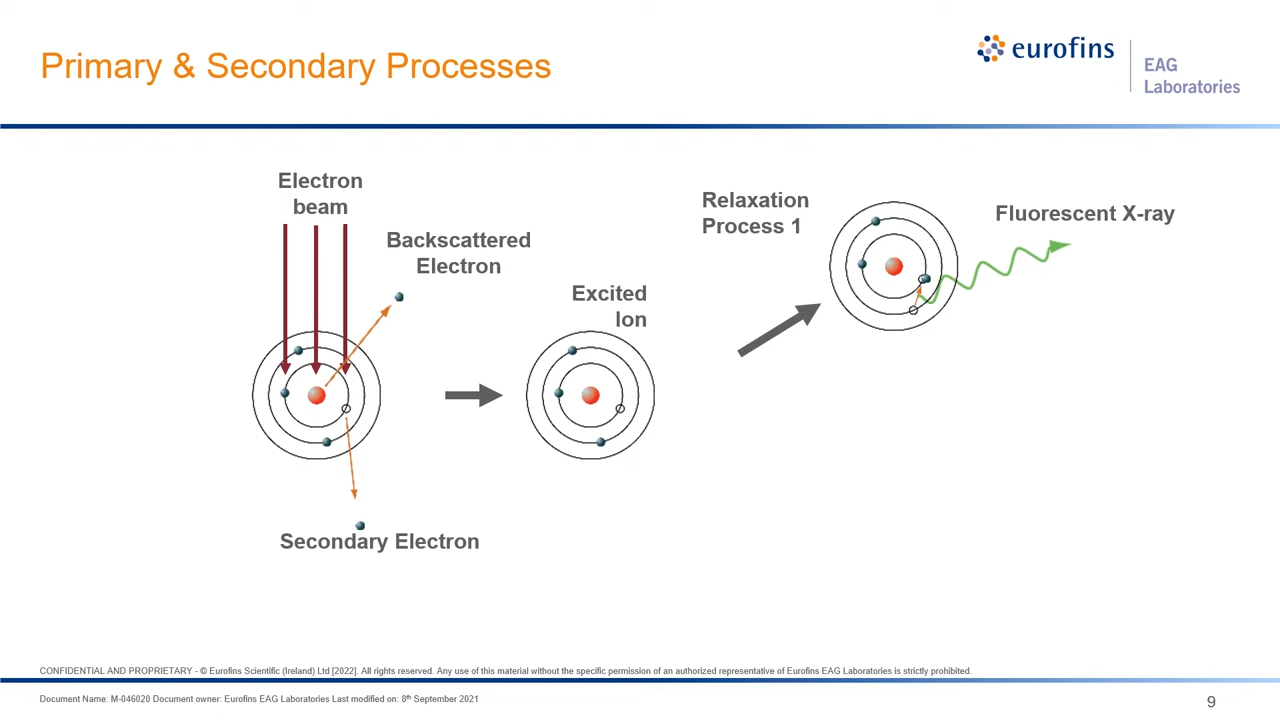 Primary & Secondary Processes
eurofins
EAG
Laboratories
Electron
beam
Backscattered
Electron
Excited
Ion
Relaxation
Process 1
Fluorescent X-ray
Secondary Electron
CONFIDENTIAL AND PROPRIETARY - © Eurofins Scientific (Ireland) Ltd [2022]. All rights reserved. Any use of this material without the specific permission of an authorized representative of Eurofins EAG Laboratories is strictly prohibited.
Document Name: M-046020 Document owner: Eurofins EAG Laboratories Last modified on: 8th September 2021
9